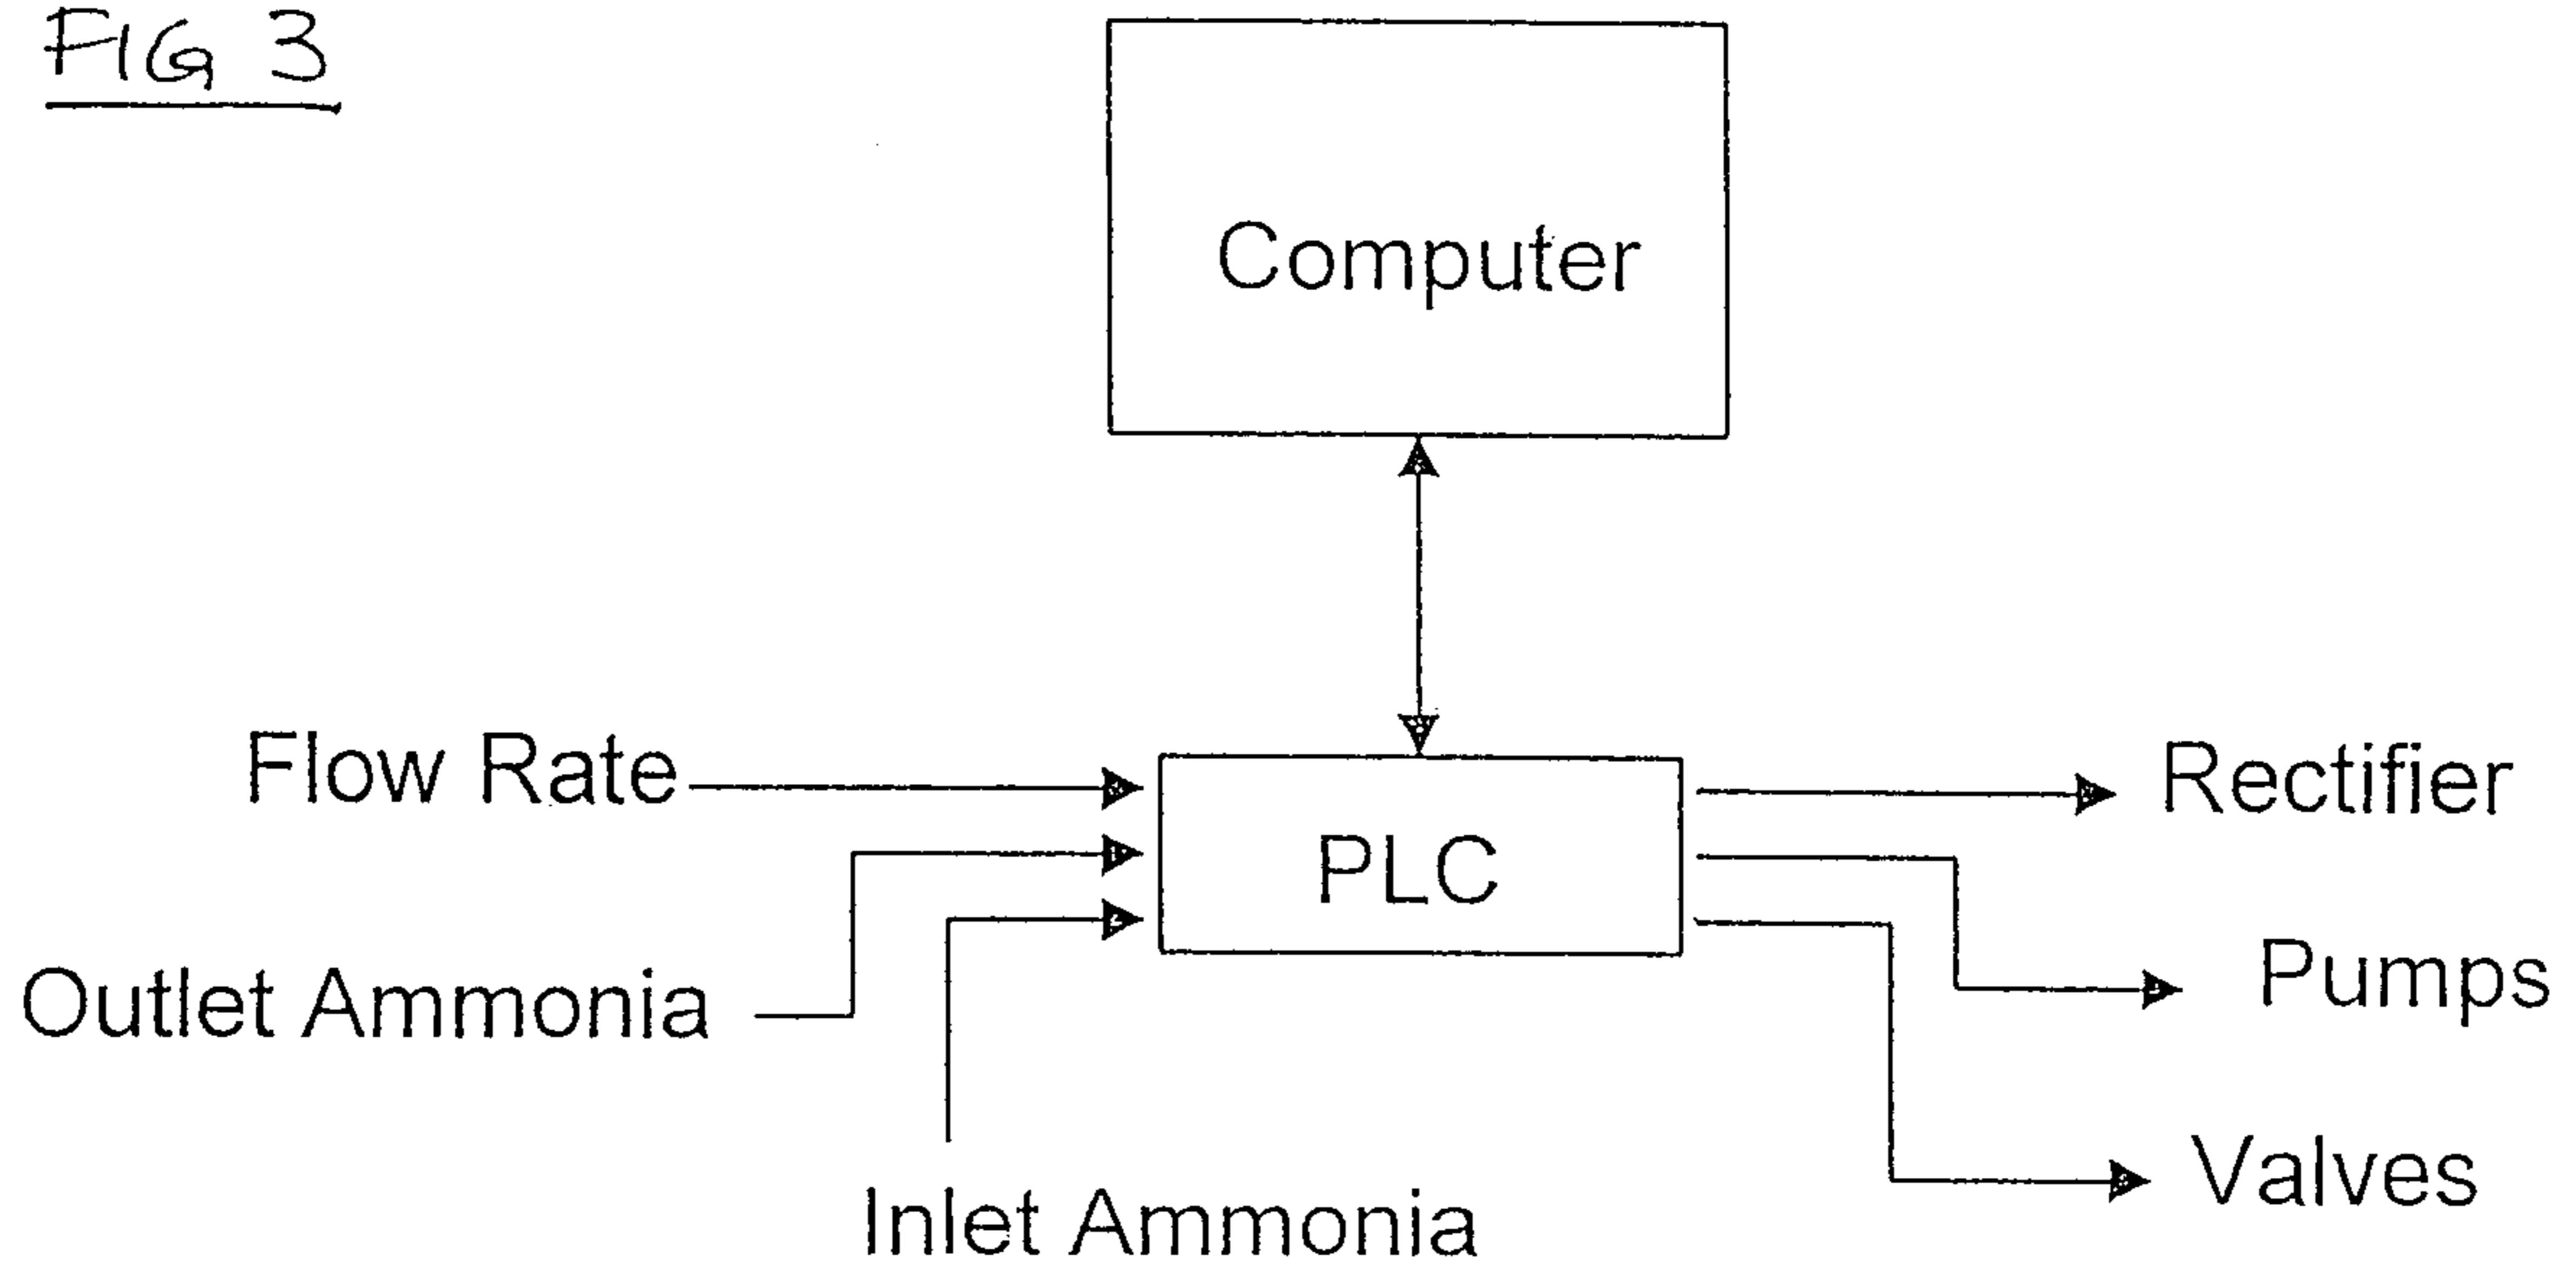 FIG 3
Computer
Flow Rate
Rectifier
PLC
Outlet Ammonia
Pumps
Valves
Inlet Ammonia